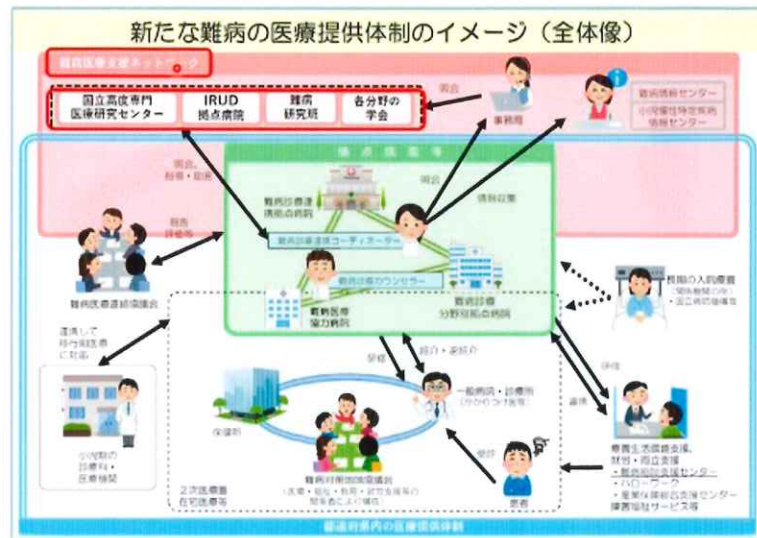 新たな難病の医療提供体制のイメージ（全体像）
難病医療支援ネットワーク
国立高度専門
医療研究センター
IRUD
拠点病院
難病
研究班
各分野の
学会
照会
事務局
難病情報センター
小児慢性特定疾病
情報センター
拠点病院等
照会、
指導・助言
難病診療連
携拠点病院
照会
情報収集
報告
評価等
難病診療連携コーディネーター
難病医療連絡協議会
難病診療カウンセラー
難病医療
協力病院
難病診療
分野別拠点病院
長期の入院療養
連携して
移行期医療
に対応
研修
紹介・逆紹介
研修
連携
保健所
一般病院・診療所
（かかりつけ医等）
小児期の
診療科・
医療機関
受診
患者
難病対策地域協議会
（医療・福祉・教育・就労支援等の
関係者により構成）
２次医療圏
在宅医療等
療養生活環境支援、
就労・両立支援
・難病相談支援センター
・ハローワーク
・産業保健総合支援センター
障害福祉サービス等
都道府県内の医療提供体制